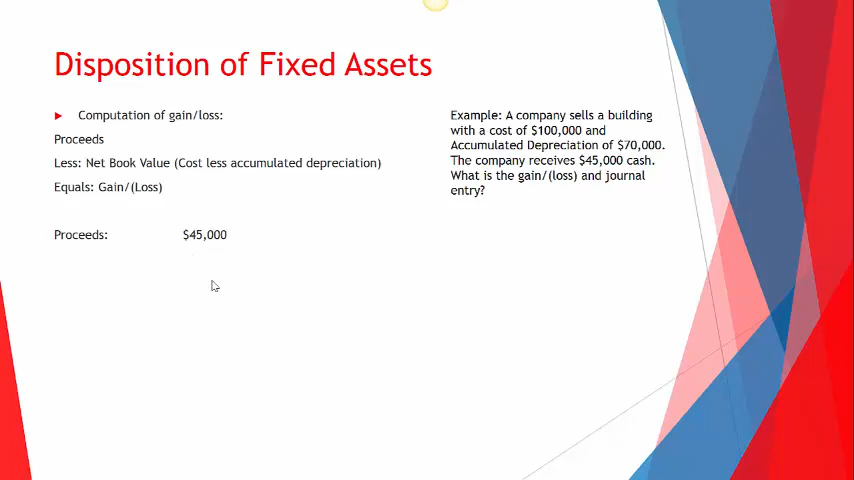 Disposition of Fixed Assets
Computation of gain/loss:
Proceeds
Less: Net Book Value (Cost less accumulated depreciation)
Equals: Gain/(Loss)
Proceeds: $45,000
Example: A company sells a building
with a cost of $100,000 and
Accumulated Depreciation of $70,000.
The company receives $45,000 cash.
What is the gain/(loss) and journal
entry?